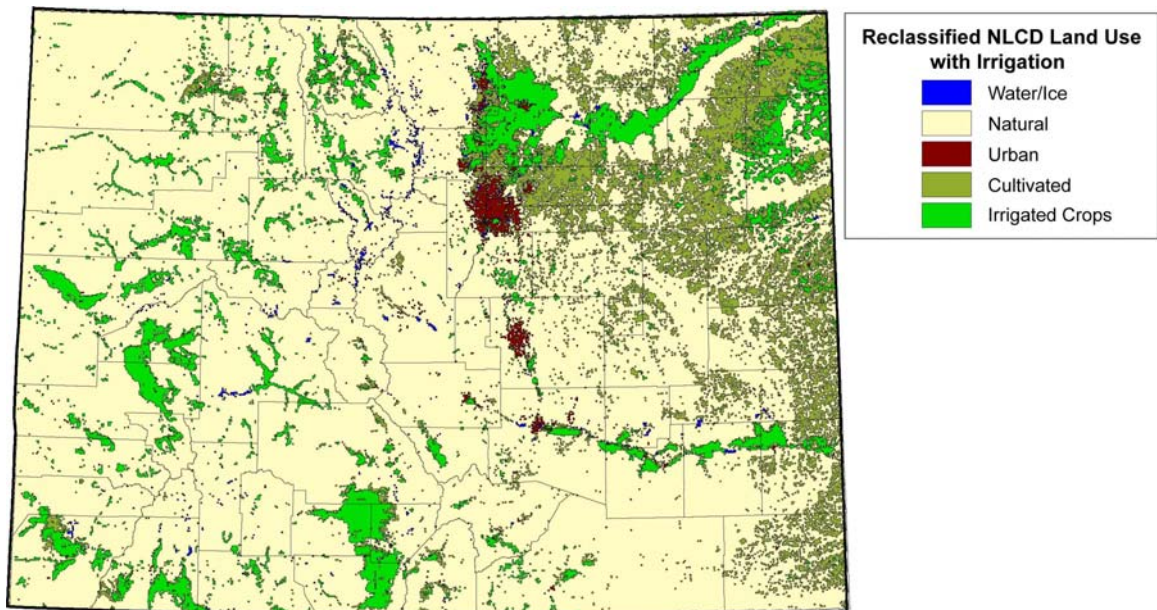 Reclassified NLCD Land Use
with Irrigation
Water/Ice
Natural
Urban
Cultivated
Irrigated Crops